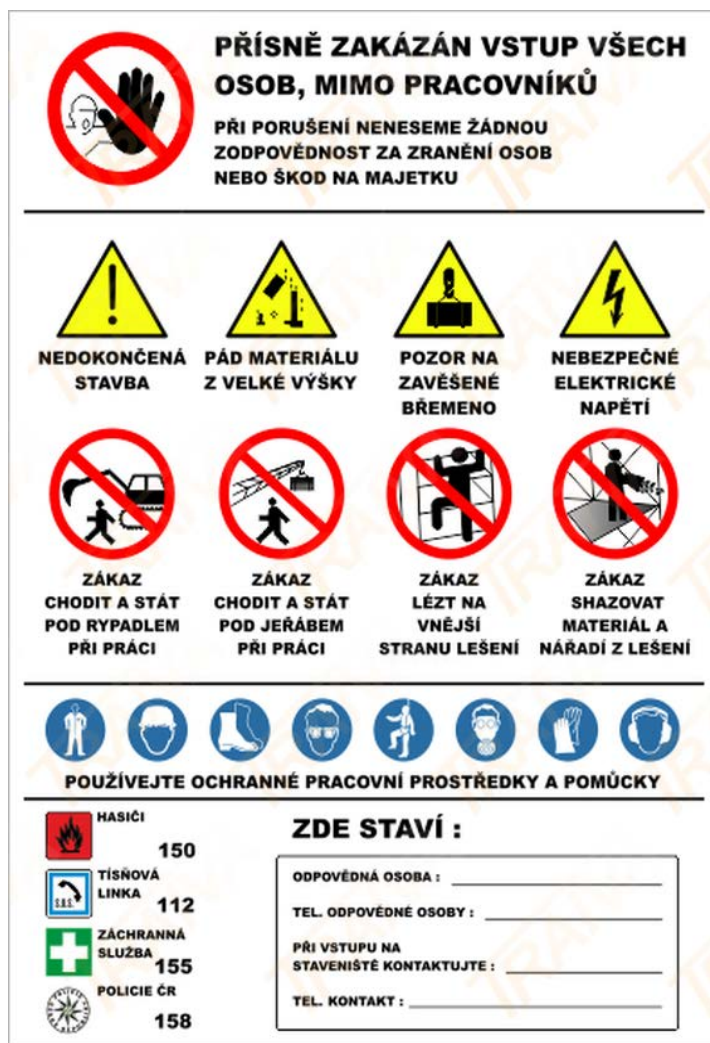 PŘÍSNĚ ZAKÁZÁN VSTUP VŠECH
OSOB, MIMO PRACOVNÍKŮ
PŘI PORUŠENÍ NENESEME ŽÁDNOU
ZODPOVĚDNOST ZA ZRANĚNÍ OSOB
NEBO ŠKOD NA MAJETKU
NEDOKONČENÁ
STAVBA
PÁD MATERIÁLU
Z VELKÉ VÝŠKY
POZOR NA
ZAVĚŠENÉ
BŘEMENO
NEBEZPEČNÉ
ELEKTRICKÉ
NAPĚTÍ
ZÁKAZ
CHODIT A STÁT
POD RYPADLEM
PŘI PRÁCI
ZÁKAZ
CHODIT A STÁT
POD JEŘÁBEM
PŘI PRÁCI
ZÁKAZ
LÉZT NA
VNĚJŠÍ
STRANU LEŠENÍ
ZÁKAZ
SHAZOVAT
MATERIÁL A
NÁŘADÍ Z LEŠENÍ
POUŽÍVEJTE OCHRANNÉ PRACOVNÍ PROSTŘEDKY A POMŮCKY
HASIČI
150
S.O.S.
TÍSŇOVÁ
LINKA
112
ZÁCHRANNÁ
SLUŽBA
155
POLICIE ČR
158
ZDE STAVÍ :
ODPOVĚDNÁ OSOBA :
TEL. ODPOVĚDNÉ OSOBY :
PŘI VSTUPU NA
STAVENIŠTĚ KONTAKTUJTE :
TEL. KONTAKT :
TRAIVA